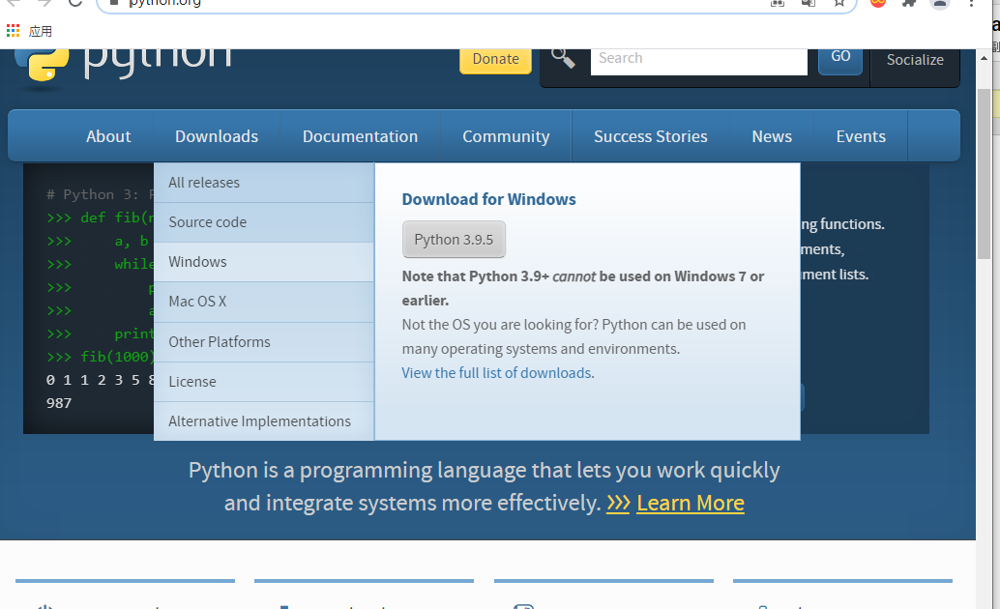 python.org
应用
python
Donate
Search
GO
Socialize
About
Downloads
Documentation
Community
Success Stories
News
Events
# Python 3:
>>> def fib(
>>> a, b
>>> while
>>>
>>>
>>> print
>>> fib(1000)
0 1 1 2 3 5 8
987
All releases
Source code
Windows
Mac OS X
Other Platforms
License
Alternative Implementations
Download for Windows
Python 3.9.5
Note that Python 3.9+ cannot be used on Windows 7 or
earlier.
Not the OS you are looking for? Python can be used on
many operating systems and environments.
View the full list of downloads.
ng functions.
ments,
ment lists.
Python is a programming language that lets you work quickly
and integrate systems more effectively. >>> Learn More